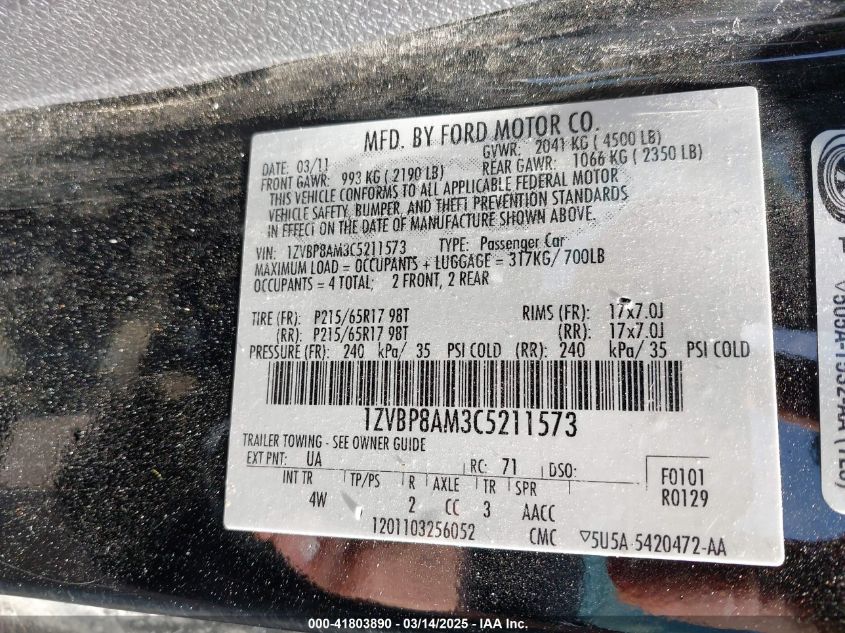 MFD. BY FORD MOTOR CO.
DATE: 03/11 GVWR: 2041 KG ( 4500 LB)
FRONT GAWR: 993 KG ( 2190 LB) REAR GAWR: 1066 KG ( 2350 LB)
THIS VEHICLE CONFORMS TO ALL APPLICABLE FEDERAL MOTOR
VEHICLE SAFETY, BUMPER, AND THEFT PREVENTION STANDARDS
IN EFFECT ON THE DATE OF MANUFACTURE SHOWN ABOVE.
VIN: 1ZVBP8AM3C5211573 TYPE: Passenger Car
MAXIMUM LOAD = OCCUPANTS + LUGGAGE = 317KG/ 700LB
OCCUPANTS = 4 TOTAL; 2 FRONT, 2 REAR
TIRE (FR): P215/65R17 98T RIMS (FR): 17x7.0J
(RR): P215/65R17 98T (RR): 17x7.0J
PRESSURE (FR): 240 kPa/ 35 PSI COLD (RR): 240 kPa/ 35 PSI COLD
1ZVBP8AM3C5211573
TRAILER TOWING - SEE OWNER GUIDE
EXT PNT: UA RC: 71 DSO: F0101
INT TR TP/PS R AXLE TR SPR R0129
4W 2 CC 3 AACC
1201103256052 CMC ▽5U5A 5420472-AA
000-41803890 - 03/14/2025 - IAA Inc.